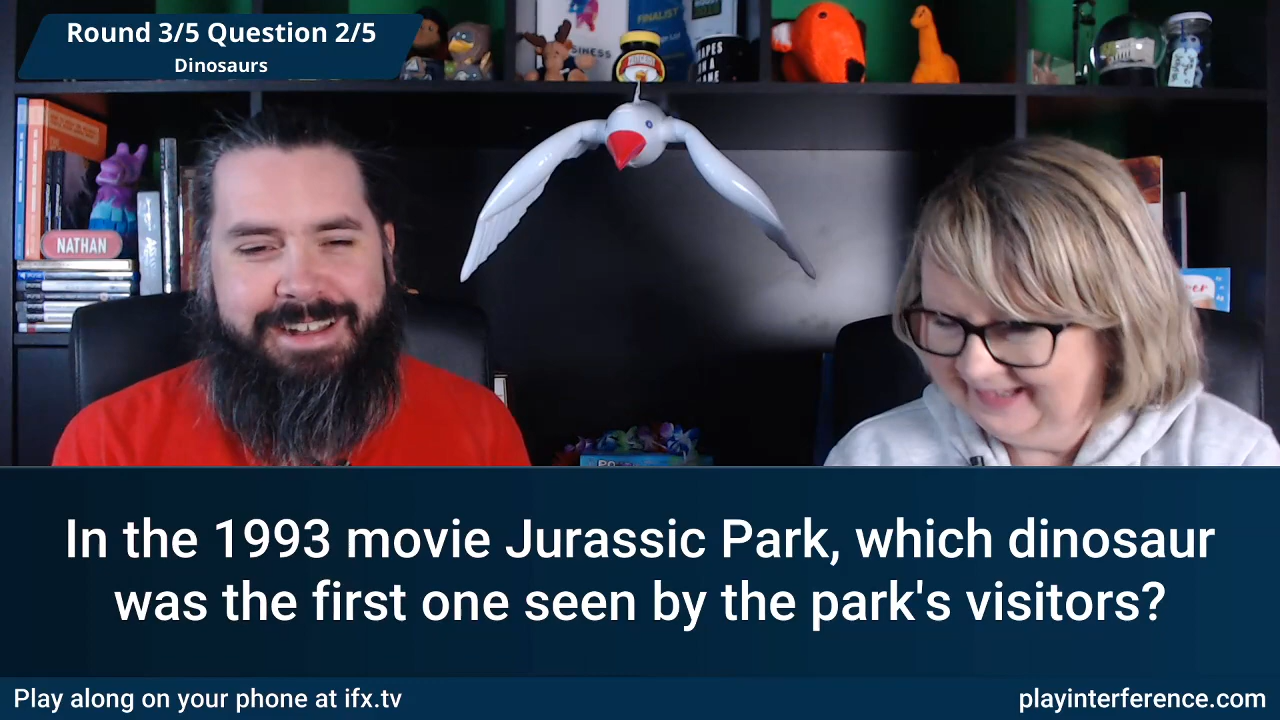 Round 3/5 Question 2/5
Dinosaurs
FINALIST
NATHAN
In the 1993 movie Jurassic Park, which dinosaur
was the first one seen by the park's visitors?
Play along on your phone at ifx.tv
playinterference.com